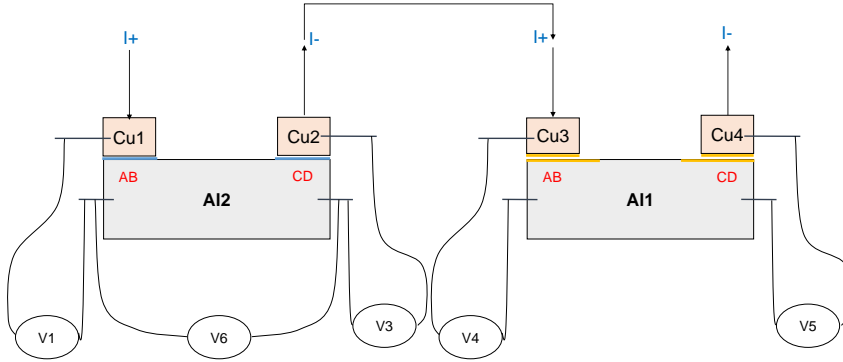 I+
I-
I+
I-
Cu1
Cu2
Cu3
Cu4
AB
CD
AB
CD
Al2
Al1
V1
V6
V3
V4
V5